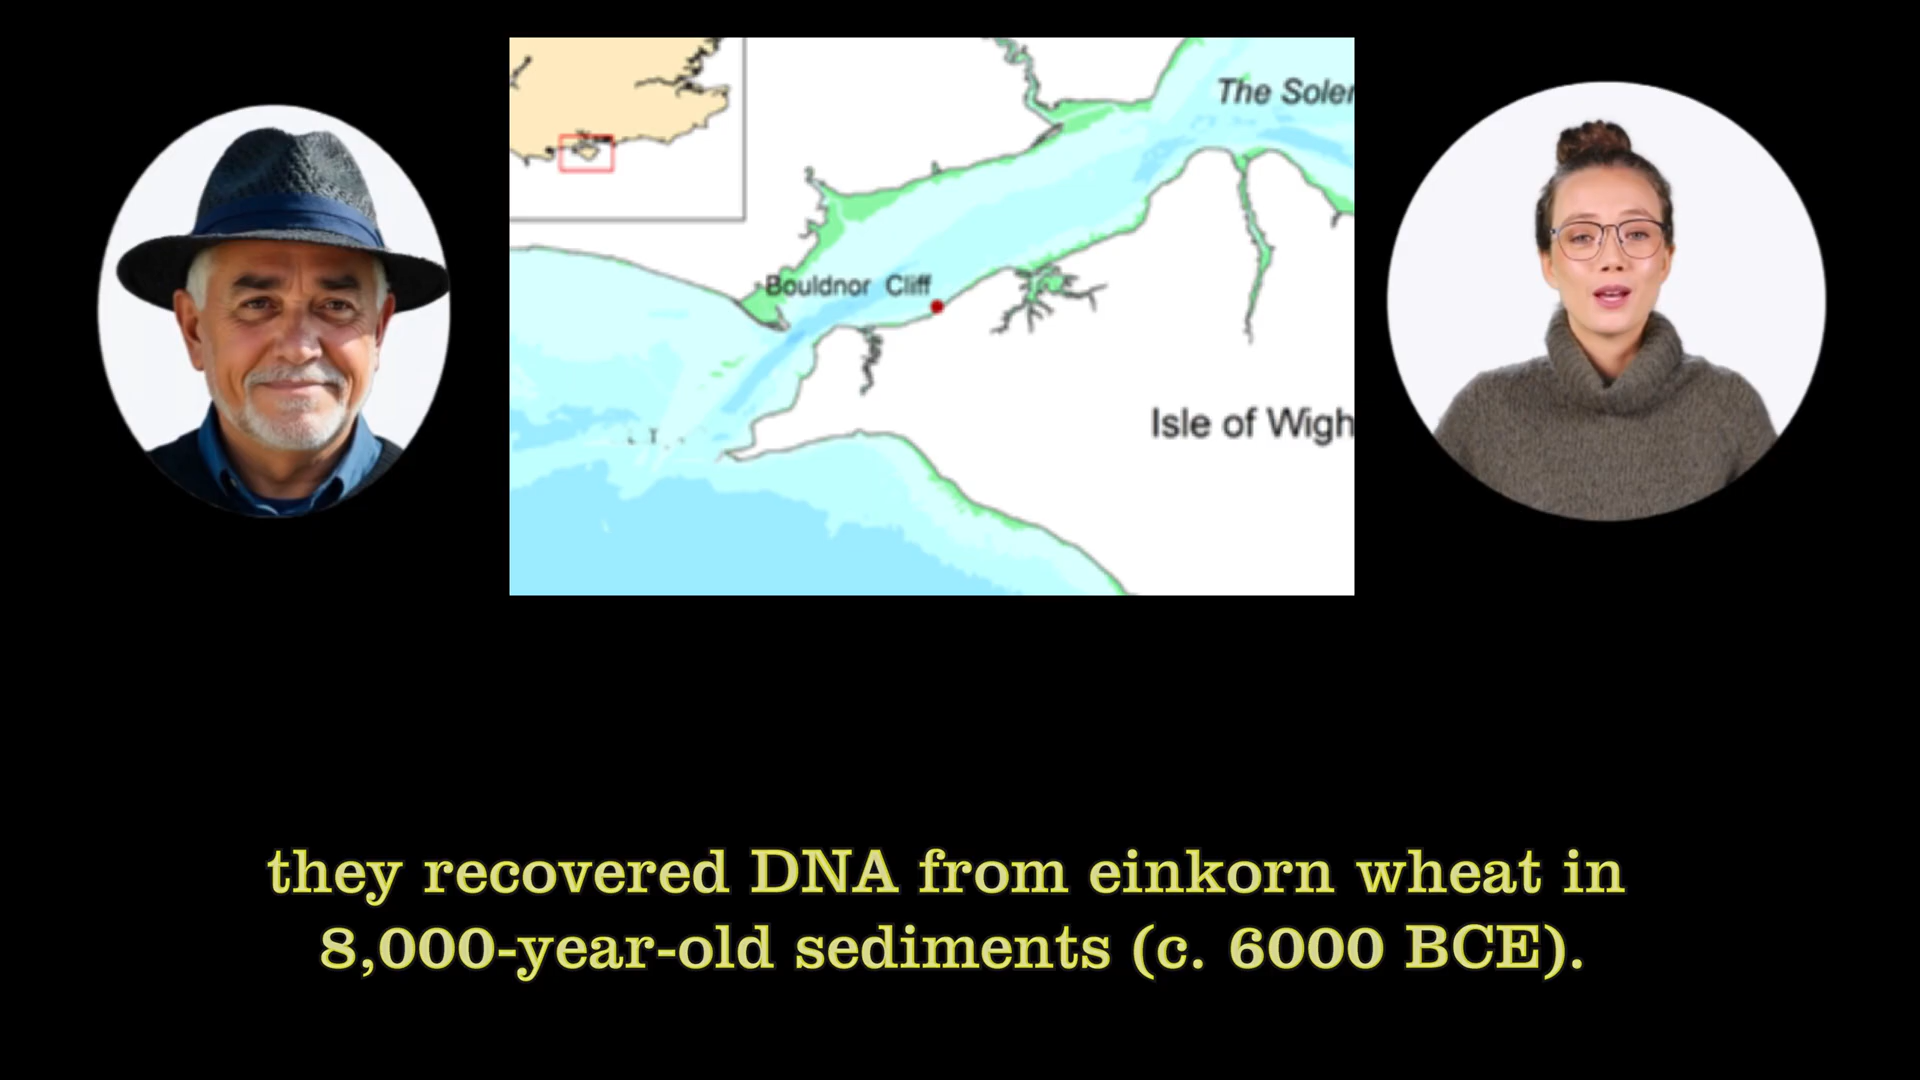 The Solen
Bouldnor Cliff
Isle of Wigh
they recovered DNA from einkorn wheat in
8,000-year-old sediments (c. 6000 BCE).